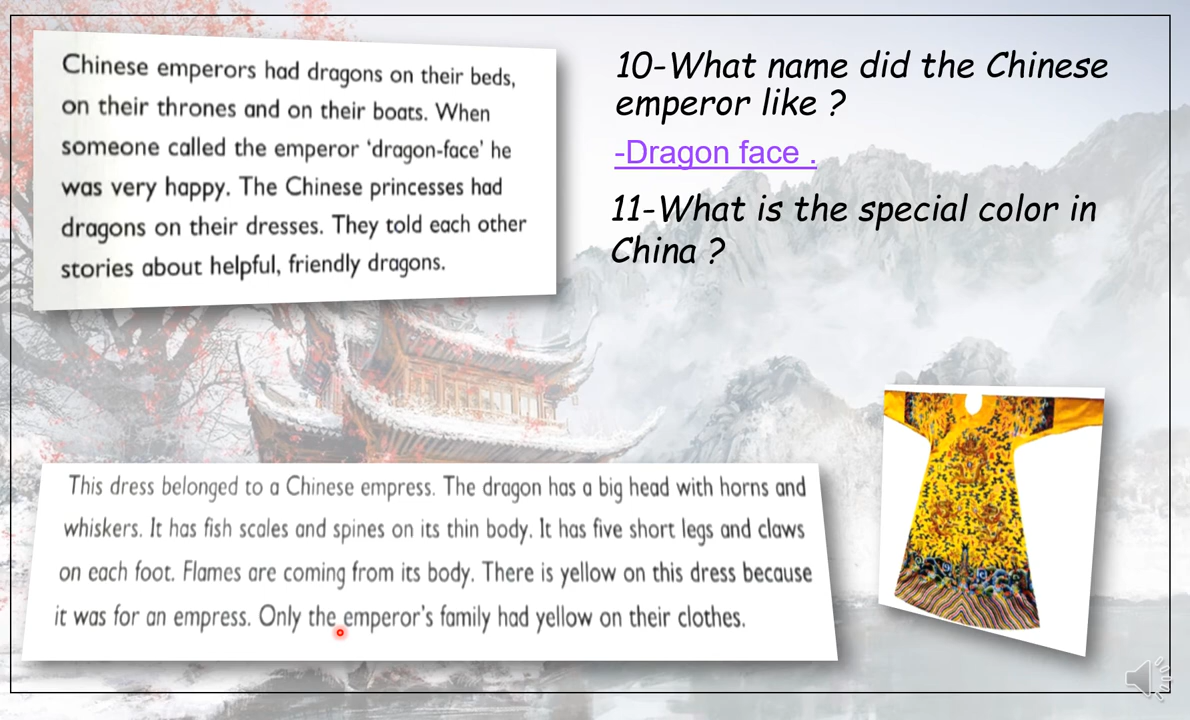 Chinese emperors had dragons on their beds,
on their thrones and on their boats. When
someone called the emperor ‘dragon-face’ he
was very happy. The Chinese princesses had
dragons on their dresses. They told each other
stories about helpful, friendly dragons.
10-What name did the Chinese
emperor like ?
-Dragon face .
11-What is the special color in
China ?
This dress belonged to a Chinese empress. The dragon has a big head with horns and
whiskers. It has fish scales and spines on its thin body. It has five short legs and claws
on each foot. Flames are coming from its body. There is yellow on this dress because
it was for an empress. Only the emperor’s family had yellow on their clothes.